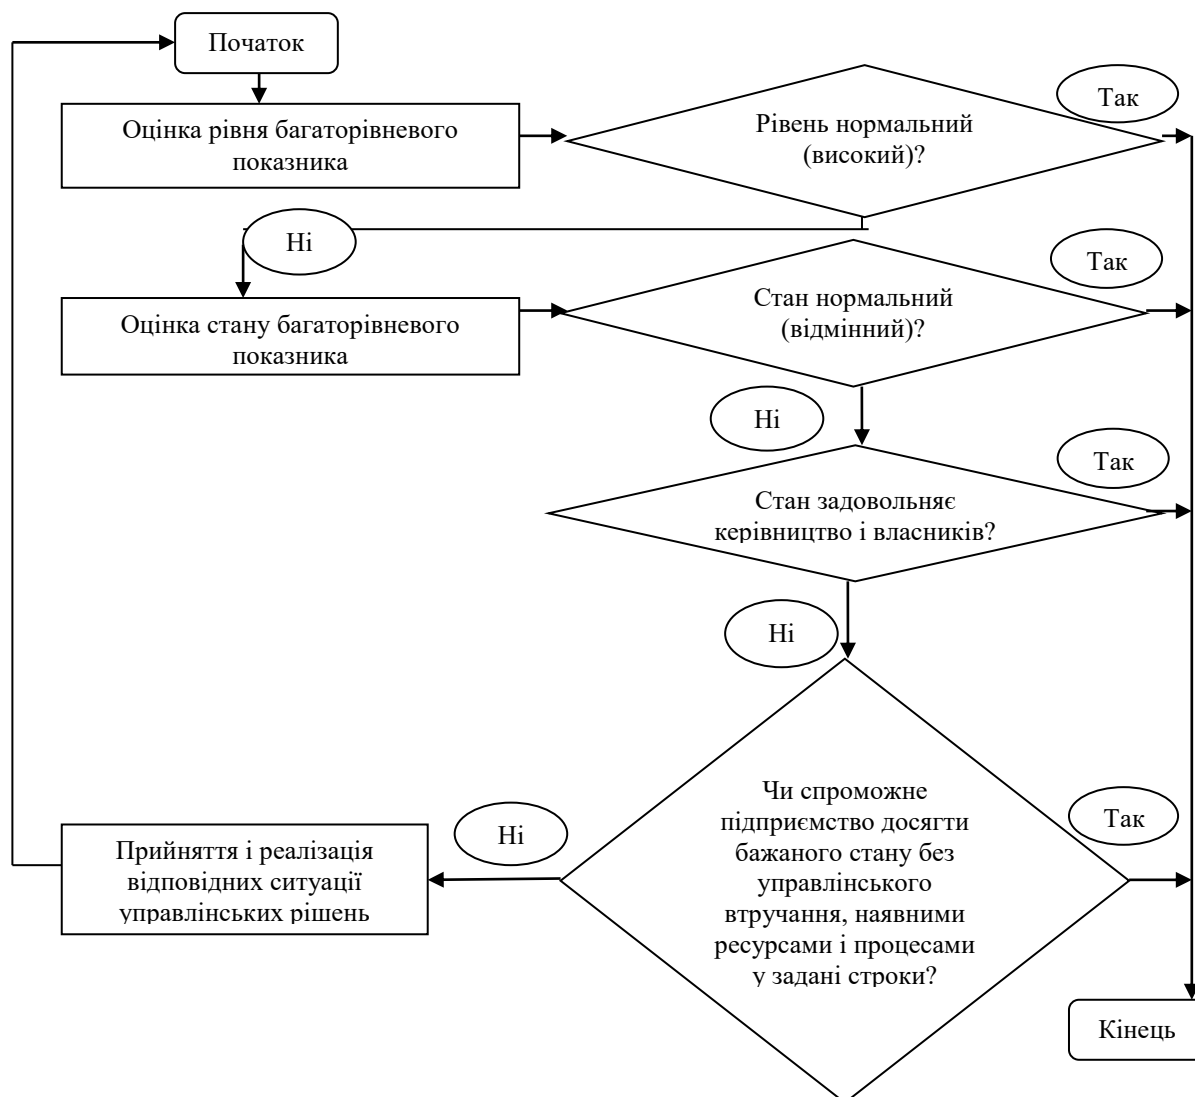 Початок
Оцінка рівня багаторівневого
показника
Рівень нормальний
(високий)?
Так
Ні
Оцінка стану багаторівневого
показника
Стан нормальний
(відмінний)?
Так
Ні
Стан задовольняє
керівництво і власників?
Так
Ні
Чи спроможне
підприємство досягти
бажаного стану без
управлінського
втручання, наявними
ресурсами і процесами
у задані строки?
Так
Ні
Прийняття і реалізація
відповідних ситуації
управлінських рішень
Кінець